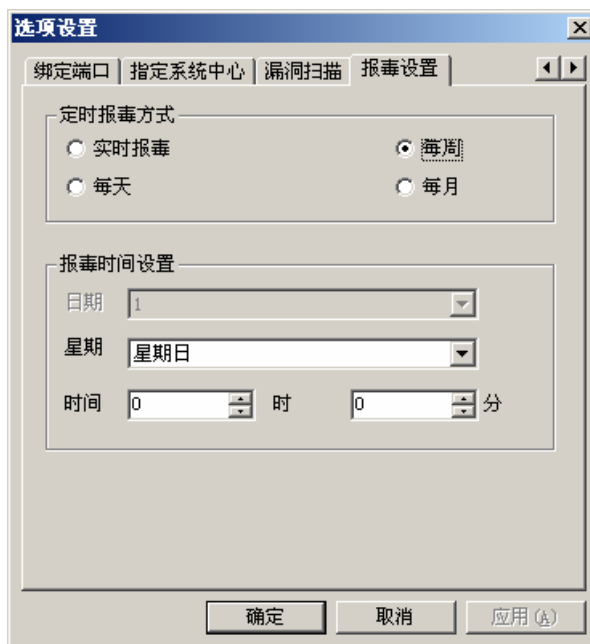 选项设置
绑定端口 指定系统中心 漏洞扫描 报毒设置
定时报毒方式
实时报毒 每周
每天 每月
报毒时间设置
日期 1
星期 星期日
时间 0 时 0 分
确定 取消 应用(A)